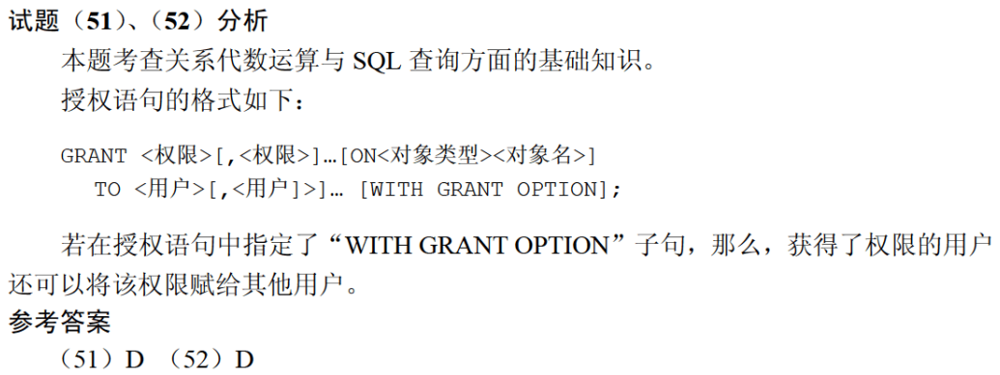 试题（51）、（52）分析
本题考查关系代数运算与 SQL 查询方面的基础知识。
授权语句的格式如下：
GRANT <权限>[,<权限>]…[ON<对象类型><对象名>]
TO <用户>[,<用户]>]… [WITH GRANT OPTION];
若在授权语句中指定了“WITH GRANT OPTION”子句，那么，获得了权限的用户
还可以将该权限赋给其他用户。
参考答案
（51）D （52）D